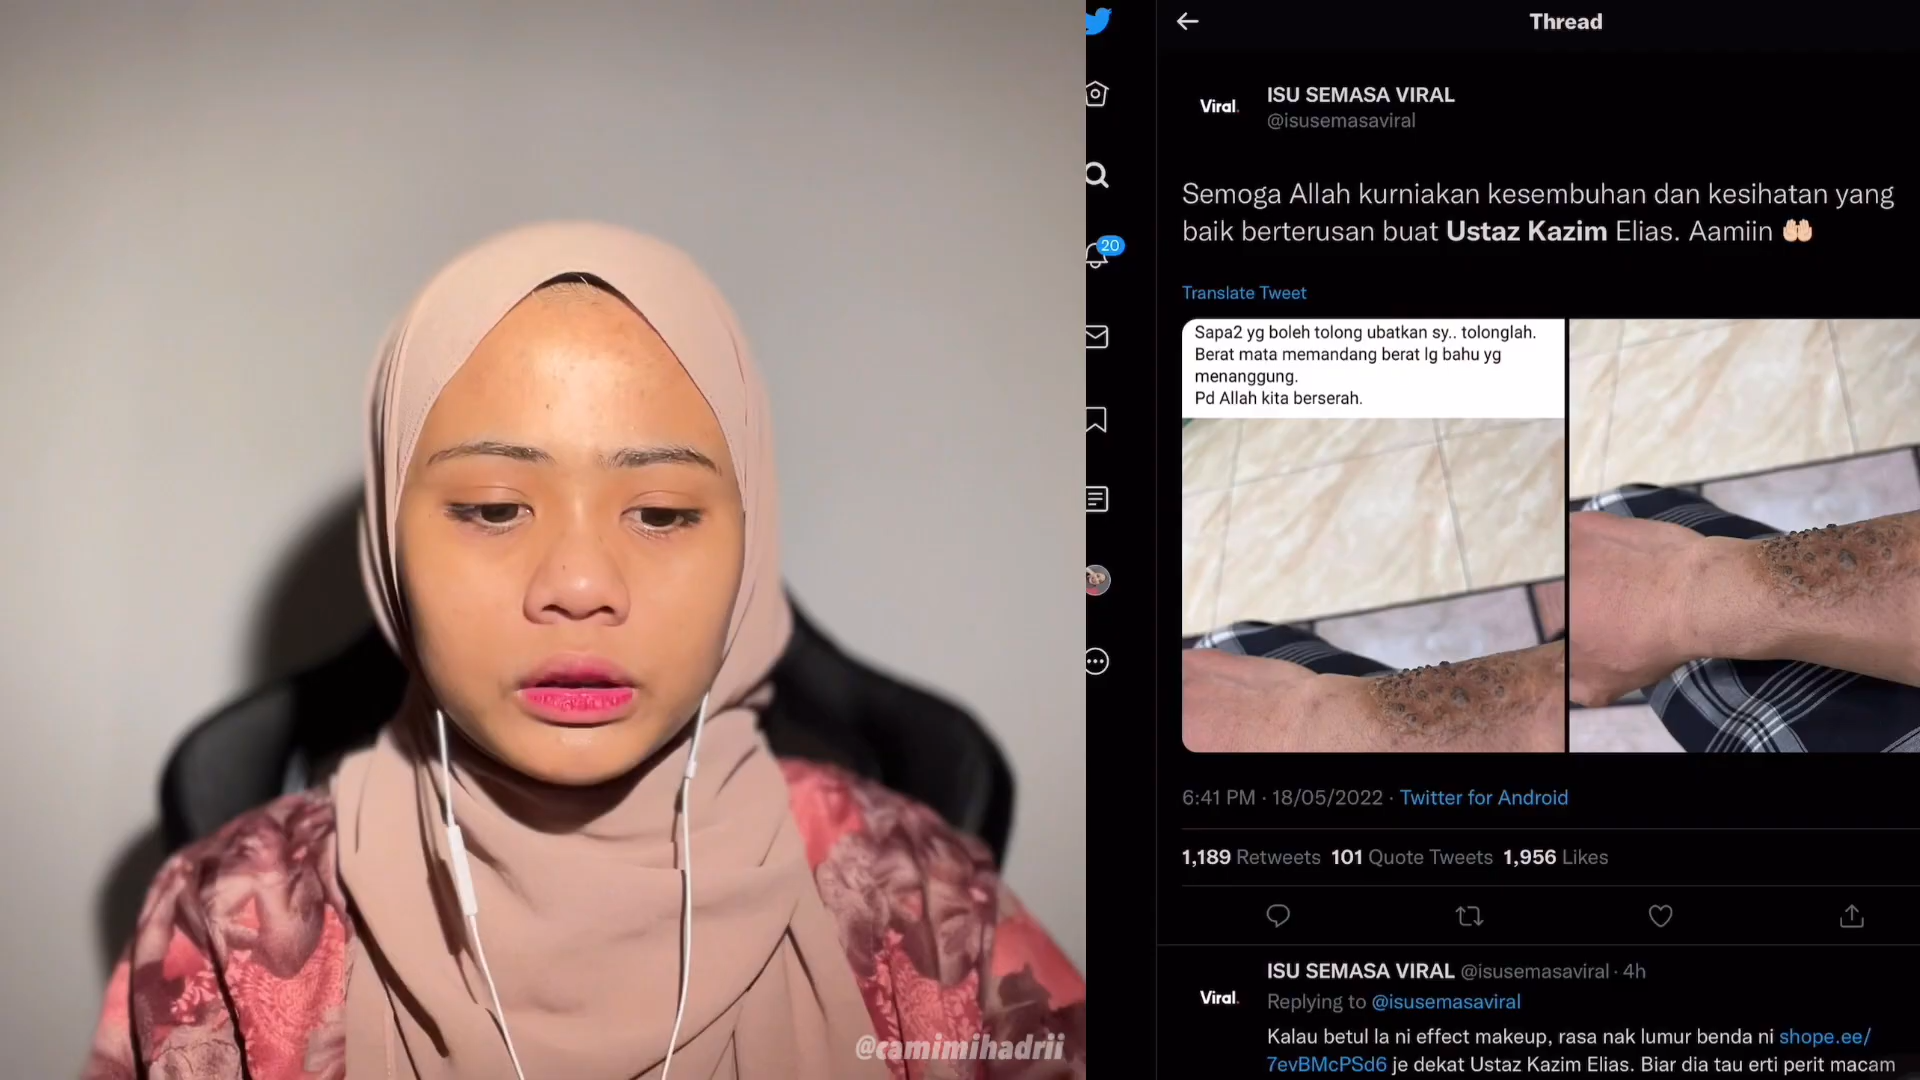 Thread
Viral.
ISU SEMASA VIRAL
@isusemasaviral
20
Semoga Allah kurniakan kesembuhan dan kesihatan yang
baik berterusan buat Ustaz Kazim Elias. Aamiin 🤲🏻
Translate Tweet
Sapa2 yg boleh tolong ubatkan sy.. tolonglah.
Berat mata memandang berat lg bahu yg
menanggung.
Pd Allah kita berserah.
6:41 PM · 18/05/2022 · Twitter for Android
1,189 Retweets 101 Quote Tweets 1,956 Likes
Viral.
ISU SEMASA VIRAL @isusemasaviral · 4h
Replying to @isusemasaviral
Kalau betul la ni effect makeup, rasa nak lumur benda ni shope.ee/
7evBMcPSd6 je dekat Ustaz Kazim Elias. Biar dia tau erti perit macam
@camimihadrii